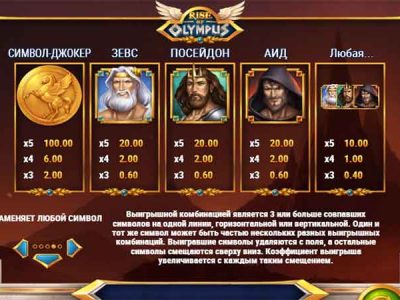 RISE
OF
OLYMPUS
СИМВОЛ-ДЖОКЕР ЗЕВС ПОСЕЙДОН АИД Любая...
x5 100.00 x5 20.00 x5 20.00 x5 20.00 x5 10.00
x4 6.00 x4 2.00 x4 2.00 x4 2.00 x4 1.00
x3 2.00 x3 0.60 x3 0.60 x3 0.60 x3 0.40
АМЕНЯЕТ ЛЮБОЙ СИМВОЛ
Выигрышной комбинацией является 3 или больше совпавших
символов на одной линии, горизонтальной или вертикальной. Один и
тот же символ может быть частью нескольких разных выигрышных
комбинаций. Выигравшие символы удаляются с поля, а остальные
символы смещаются сверху вниз. Коэффициент выигрыша
увеличивается с каждым таким смещением.